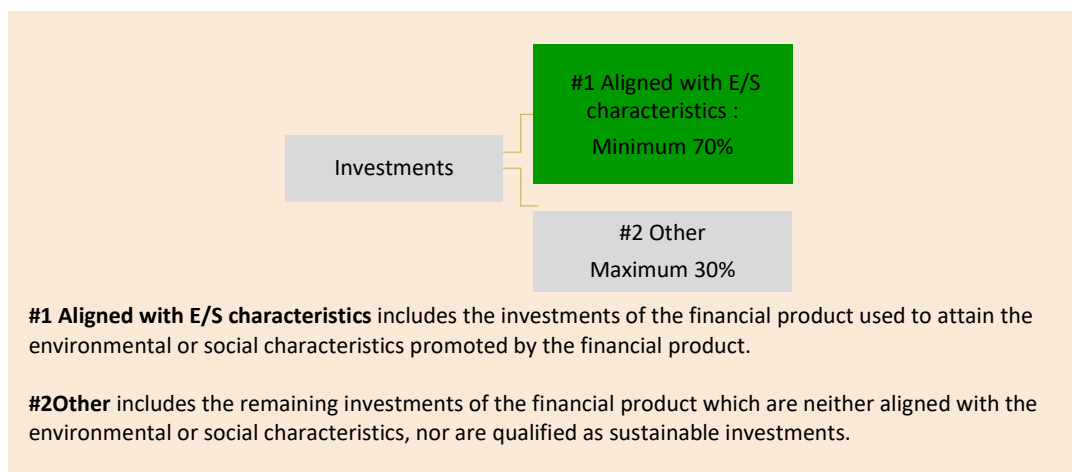 #1 Aligned with E/S
characteristics :
Minimum 70%
Investments
#2 Other
Maximum 30%
#1 Aligned with E/S characteristics includes the investments of the financial product used to attain the
environmental or social characteristics promoted by the financial product.
#2Other includes the remaining investments of the financial product which are neither aligned with the
environmental or social characteristics, nor are qualified as sustainable investments.